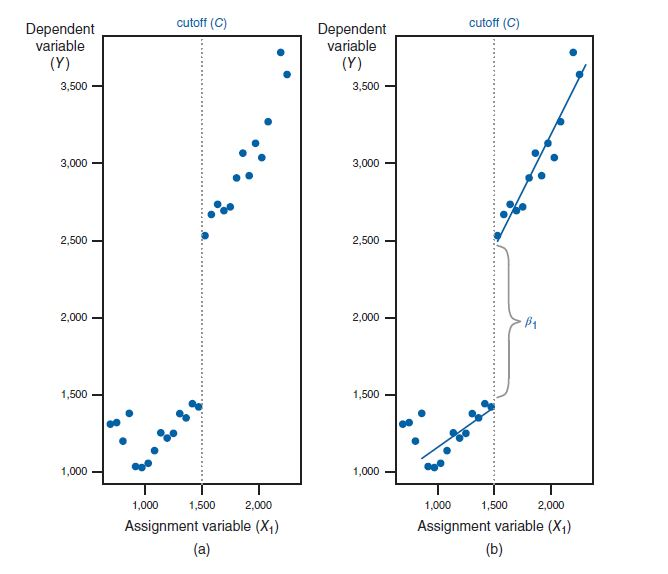 Dependent
variable
(Y)
cutoff (C)
3,500
3,000
2,500
2,000
1,500
1,000
1,000 1,500 2,000
Assignment variable (X1)
(a)
Dependent
variable
(Y)
cutoff (C)
3,500
3,000
2,500
2,000
1,500
1,000
β1
1,000 1,500 2,000
Assignment variable (X1)
(b)